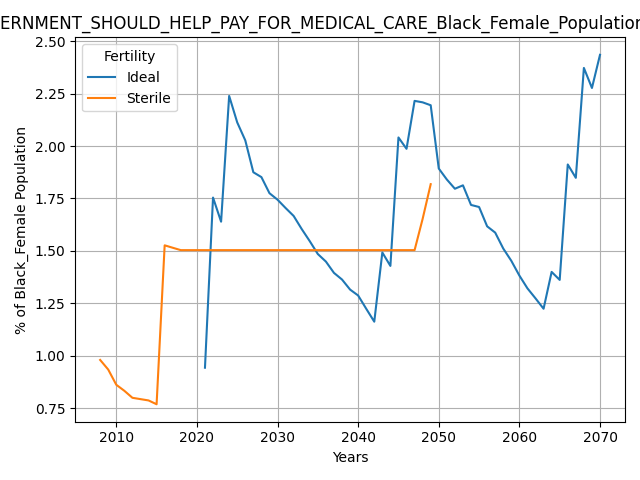 ERNMENT_SHOULD_HELP_PAY_FOR_MEDICAL_CARE_Black_Female_Population
2.50
2.25
2.00
1.75
1.50
1.25
1.00
0.75
% of Black_Female Population
Fertility
Ideal
Sterile
2010 2020 2030 2040 2050 2060 2070
Years